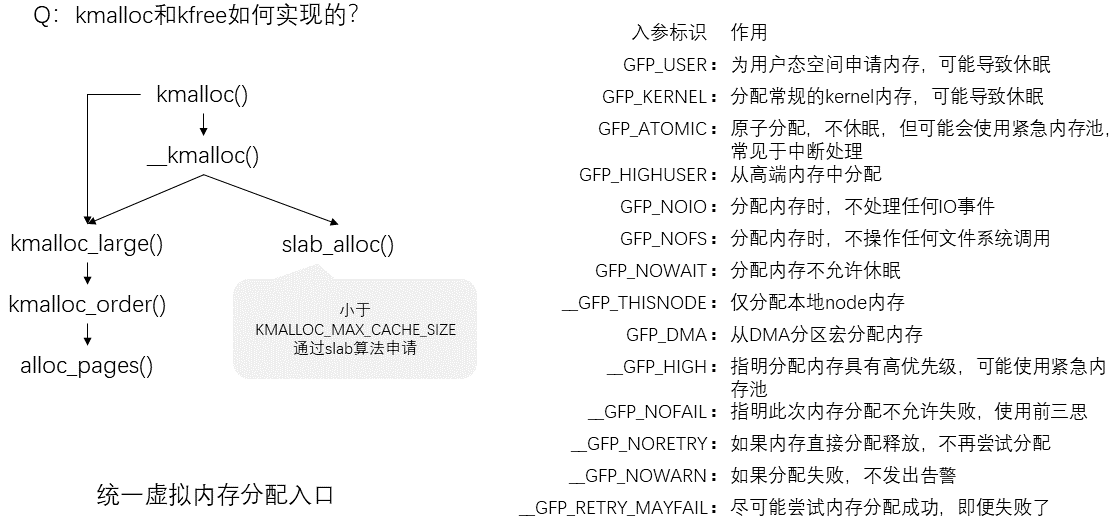 Q：kmalloc和kfree如何实现的？
kmalloc()
__kmalloc()
kmalloc_large()
slab_alloc()
kmalloc_order()
alloc_pages()
小于
KMALLOC_MAX_CACHE_SIZE
通过slab算法申请
统一虚拟内存分配入口
入参标识 作用
GFP_USER：为用户态空间申请内存，可能导致休眠
GFP_KERNEL：分配常规的kernel内存，可能导致休眠
GFP_ATOMIC：原子分配，不休眠，但可能会使用紧急内存池，
常见于中断处理
GFP_HIGHUSER：从高端内存中分配
GFP_NOIO：分配内存时，不处理任何IO事件
GFP_NOFS：分配内存时，不操作任何文件系统调用
GFP_NOWAIT：分配内存不允许休眠
__GFP_THISNODE：仅分配本地node内存
GFP_DMA：从DMA分区宏分配内存
__GFP_HIGH：指明分配内存具有高优先级，可能使用紧急内
存池
__GFP_NOFAIL：指明此次内存分配不允许失败，使用前三思
__GFP_NORETRY：如果内存直接分配释放，不再尝试分配
__GFP_NOWARN：如果分配失败，不发出告警
__GFP_RETRY_MAYFAIL：尽可能尝试内存分配成功，即便失败了